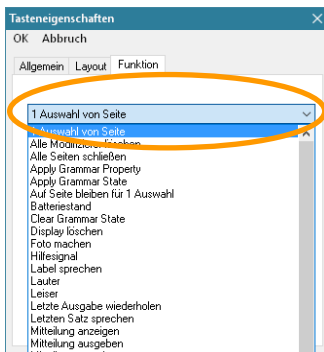 Tasteneigenschaften
OK Abbruch
Allgemein Layout Funktion
1 Auswahl von Seite
1 Auswahl von Seite
Alle Modifizierer löschen
Alle Seiten schließen
Apply Grammar Property
Apply Grammar State
Auf Seite bleiben für 1 Auswahl
Batteriestand
Clear Grammar State
Display löschen
Foto machen
Hilfesignal
Label sprechen
Lauter
Leiser
Letzte Ausgabe wiederholen
Letzten Satz sprechen
Mitteilung anzeigen
Mitteilung ausgeben